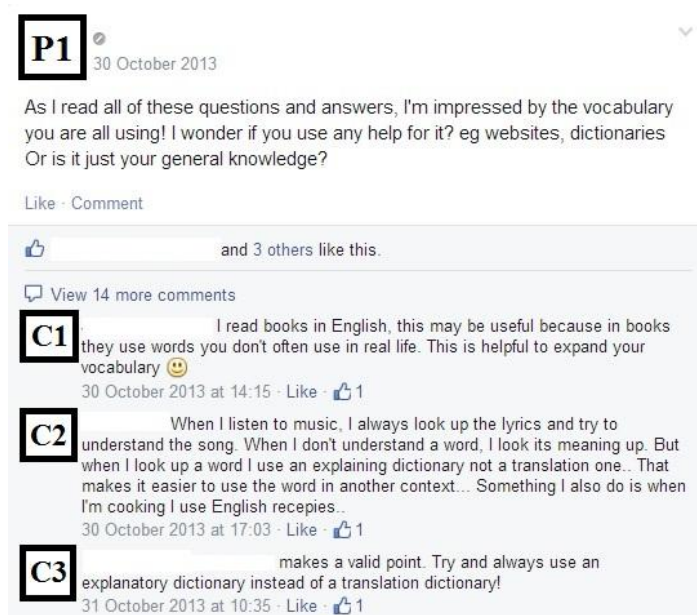 P1
30 October 2013
As I read all of these questions and answers, I'm impressed by the vocabulary
you are all using! I wonder if you use any help for it? eg websites, dictionaries
Or is it just your general knowledge?
Like · Comment
and 3 others like this.
View 14 more comments
C1
I read books in English, this may be useful because in books
they use words you don't often use in real life. This is helpful to expand your
vocabulary
30 October 2013 at 14:15 · Like · 1
C2
When I listen to music, I always look up the lyrics and try to
understand the song. When I don't understand a word, I look its meaning up. But
when I look up a word I use an explaining dictionary not a translation one.. That
makes it easier to use the word in another context... Something I also do is when
I'm cooking I use English recepies..
30 October 2013 at 17:03 · Like · 1
C3
makes a valid point. Try and always use an
explanatory dictionary instead of a translation dictionary!
31 October 2013 at 10:35 · Like · 1